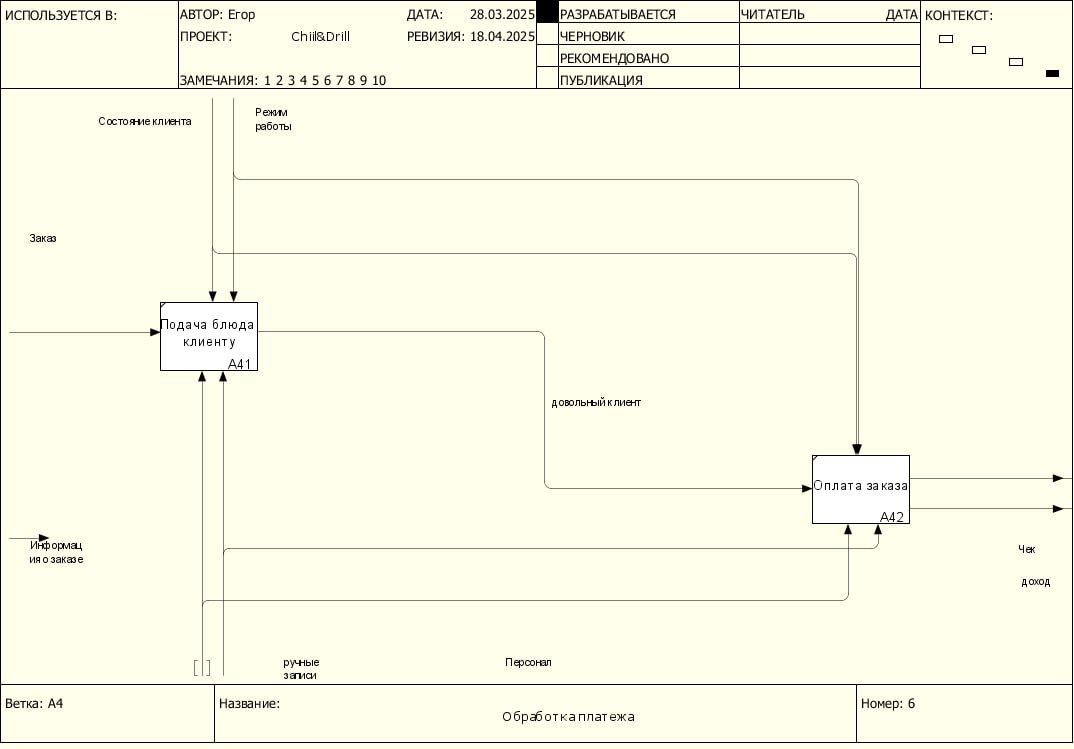 ИСПОЛЬЗУЕТСЯ В:
АВТОР: Егор
ДАТА: 28.03.2025
РАЗРАБАТЫВАЕТСЯ
ЧИТАТЕЛЬ
ДАТА
КОНТЕКСТ:
ПРОЕКТ: Chiil&Drill
РЕВИЗИЯ: 18.04.2025
ЧЕРНОВИК
РЕКОМЕНДОВАНО
ЗАМЕЧАНИЯ: 1 2 3 4 5 6 7 8 9 10
ПУБЛИКАЦИЯ
Состояние клиента
Режим
работы
Заказ
Подача блюда
клиенту
A41
довольный клиент
Оплата заказа
A42
Информац
ия о заказе
Чек
доход
ручные
записи
Персонал
Ветка: A4
Название:
Обработка платежа
Номер: 6